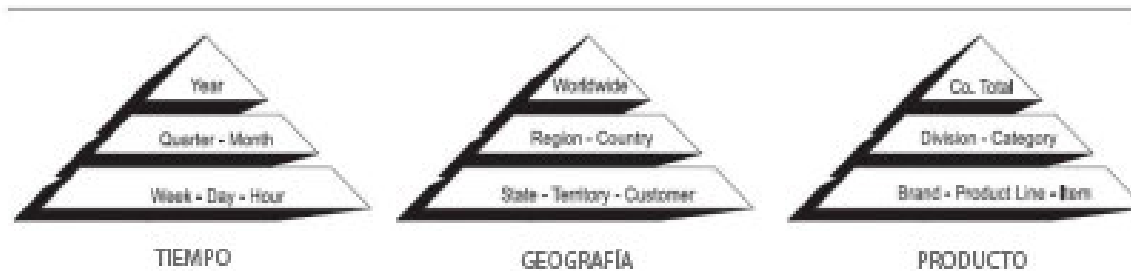 Year
Quarter - Month
Week - Day - Hour
TIEMPO
Worldwide
Region - Country
State - Territory - Customer
GEOGRAFÍA
Co. Total
Division - Category
Brand - Product Line - Item
PRODUCTO